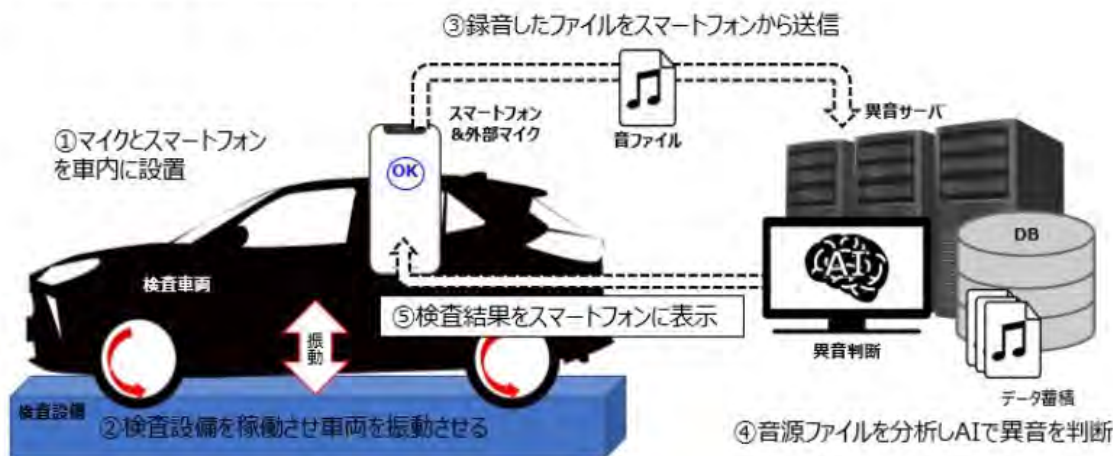 ③録音したファイルをスマートフォンから送信
スマートフォン
&外部マイク
音ファイル
異音サーバ
①マイクとスマートフォン
を車内に設置
OK
DB
AI
検査車両
⑤検査結果をスマートフォンに表示
振動
異音判断
データ蓄積
検査設備
②検査設備を稼働させ車両を振動させる
④音源ファイルを分析しAIで異音を判断